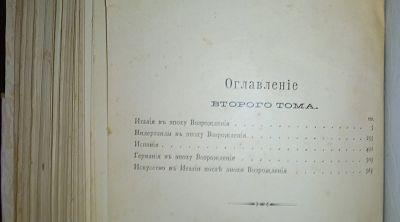 Оглавленіе
ВТОРОГО ТОМА.
Италія въ эпоху Возрожденія
Нидерланды въ эпоху Возрожденія
Испанія
Германія въ эпоху Возрожденія
Искусство въ Италіи послѣ эпохи Возрожденія